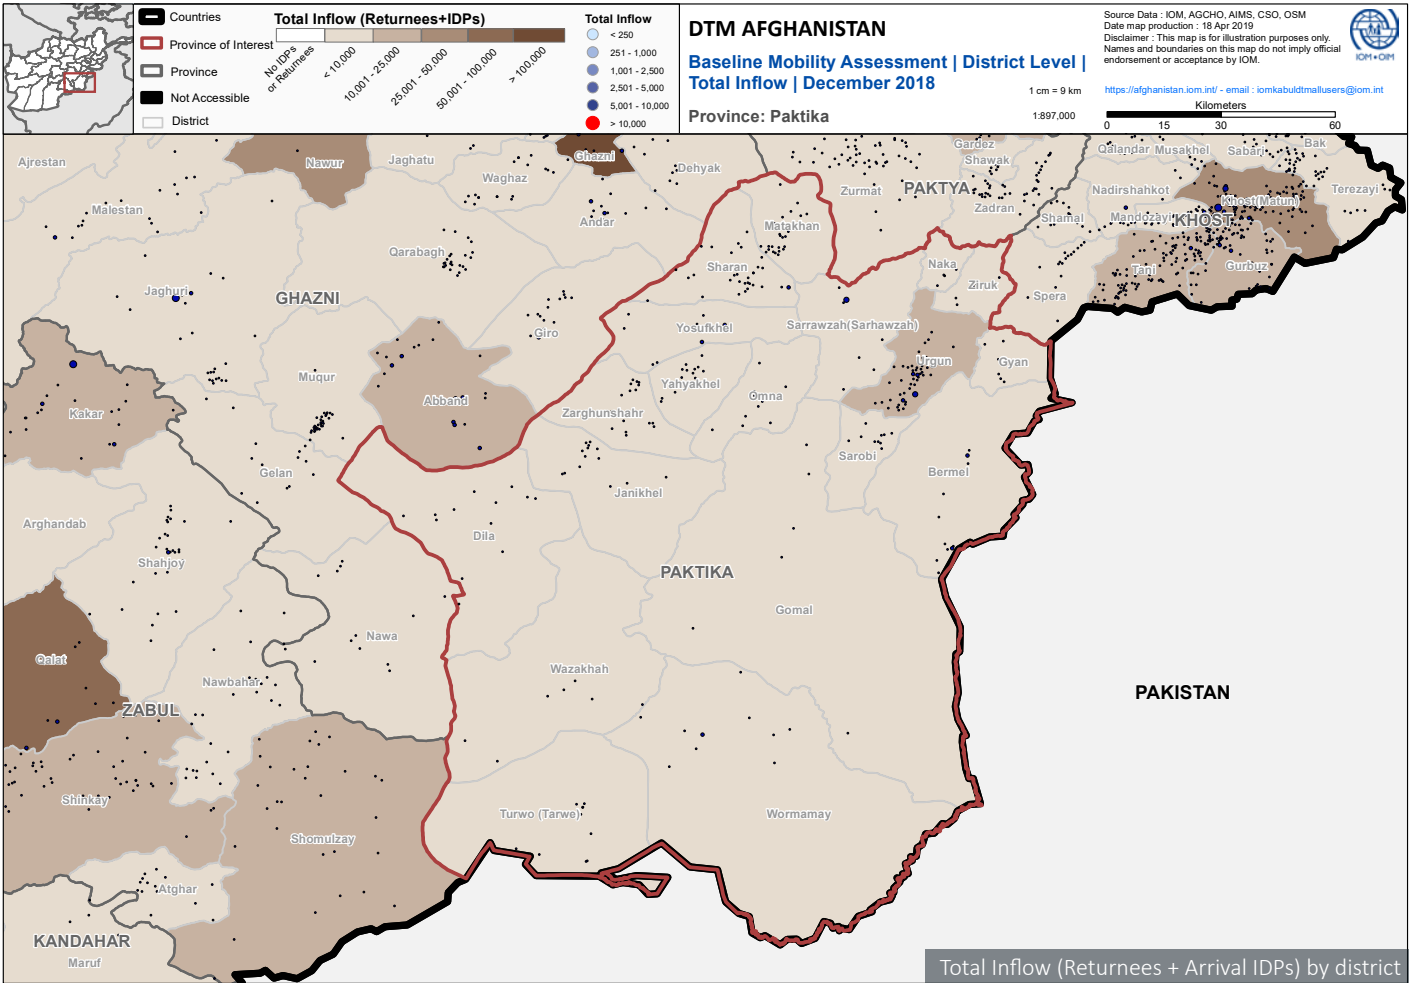 Countries
Province of Interest
Province
Not Accessible
District
Total Inflow (Returnees+IDPs)
No IDPs
or Returnees
< 10,000
10,001 - 25,000
25,001 - 50,000
50,001 - 100,000
> 100,000
Total Inflow
< 250
251 - 1,000
1,001 - 2,500
2,501 - 5,000
5,001 - 10,000
> 10,000
DTM AFGHANISTAN
Baseline Mobility Assessment | District Level |
Total Inflow | December 2018
Province: Paktika
1 cm = 9 km
1:897,000
Source Data : IOM, AGCHO, AIMS, CSO, OSM
Date map production : 18 Apr 2019
Disclaimer : This map is for illustration purposes only.
Names and boundaries on this map do not imply official
endorsement or acceptance by IOM.
IOM•OIM
https://afghanistan.iom.int/ - email : iomkabuldtmallusers@iom.int
Kilometers
0 15 30 60
Ajrestan
Nawur
Jaghatu
Ghazni
Dehyak
Waghaz
Andar
Malestan
Qarabagh
Jaghuri
GHAZNI
Giro
Muqur
Abband
Kakar
Gelan
Arghandab
Shahjoy
Qalat
Nawbahar
ZABUL
Nawa
Shinkay
Shomulzay
Atghar
KANDAHAR
Maruf
Gardez
Shawak
Zurmat
PAKTYA
Zadran
Qalandar
Musakhel
Sabari
Bak
Nadirshahkot
Khost(Matun)
Terezayi
Shamal
Mandozayi
KHOST
Tani
Gurbuz
Spera
Matakhan
Sharan
Naka
Ziruk
Yosufkhel
Sarrawzah(Sarhawzah)
Urgun
Gyan
Yahyakhel
Omna
Zarghunshahr
Sarobi
Bermel
Janikhel
Dila
PAKTIKA
Gomal
Wazakhah
Turwo (Tarwe)
Wormamay
PAKISTAN
Total Inflow (Returnees + Arrival IDPs) by district